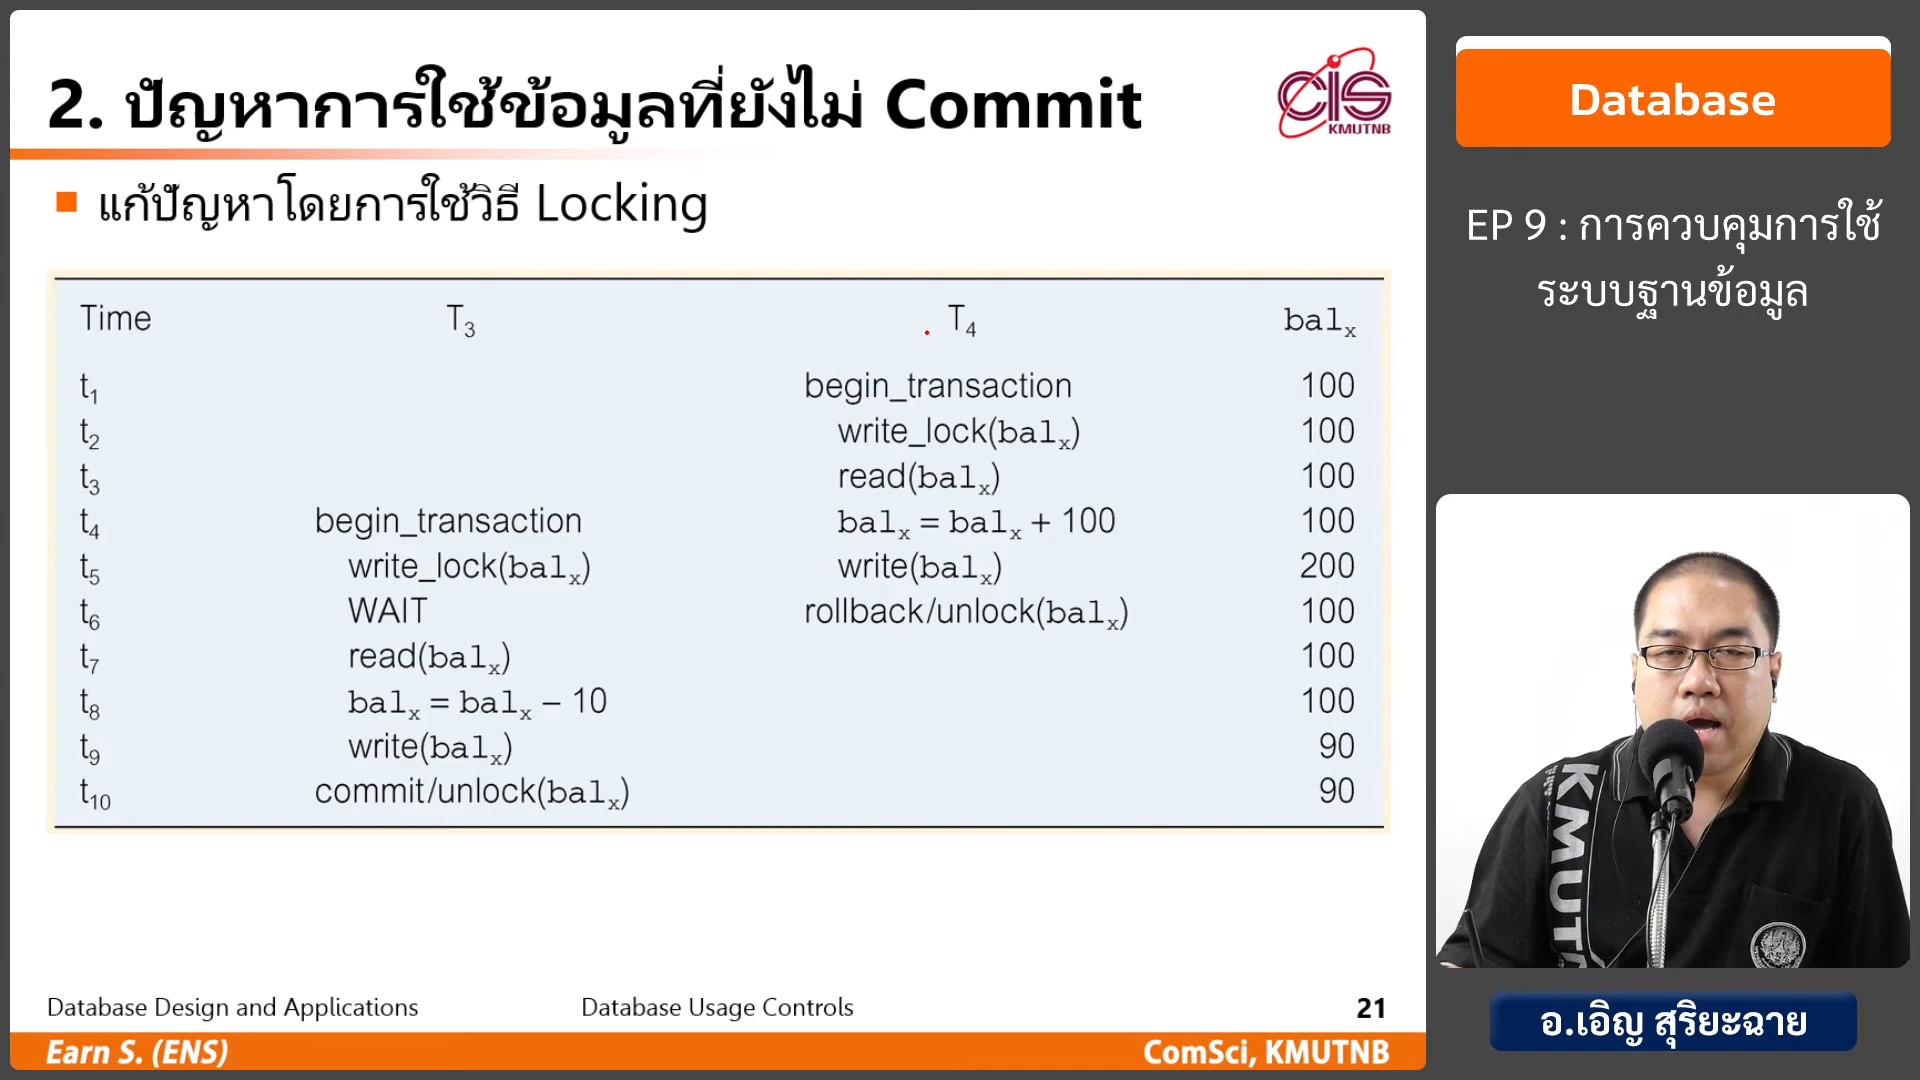 2. ปัญหาการใช้ข้อมูลที่ยังไม่ Commit
CIS
KMUTNB
แก้ปัญหาโดยการใช้วิธี Locking
Time T3 T4 balx
t1 begin_transaction 100
t2 write_lock(balx) 100
t3 read(balx) 100
t4 begin_transaction balx = balx + 100 100
t5 write_lock(balx) write(balx) 200
t6 WAIT rollback/unlock(balx) 100
t7 read(balx) 100
t8 balx = balx – 10 100
t9 write(balx) 90
t10 commit/unlock(balx) 90
Database Design and Applications Database Usage Controls 21
Earn S. (ENS) ComSci, KMUTNB
Database
EP 9 : การควบคุมการใช้
ระบบฐานข้อมูล
KMUT
อ.เอิญ สุริยะฉาย